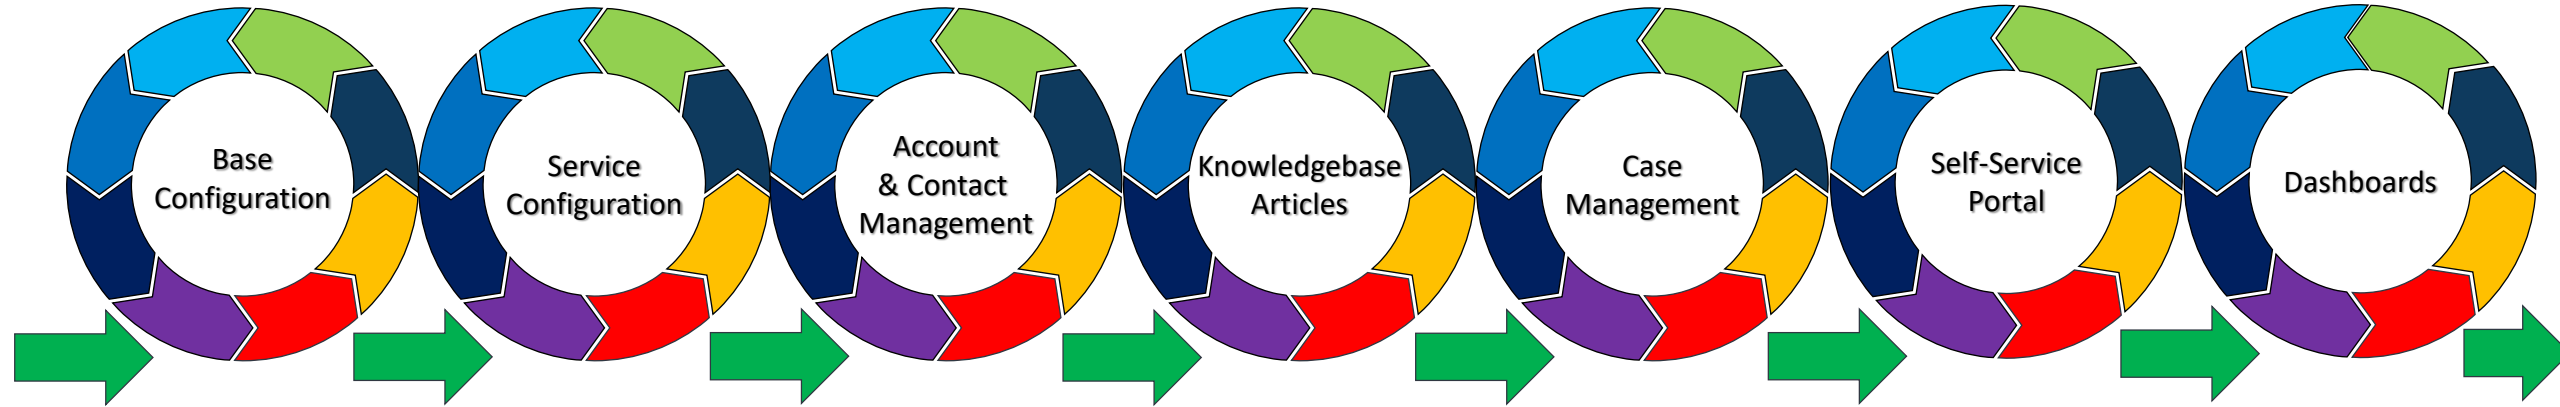 Base
Configuration
Service
Configuration
Account
& Contact
Management
Knowledgebase
Articles
Case
Management
Self-Service
Portal
Dashboards